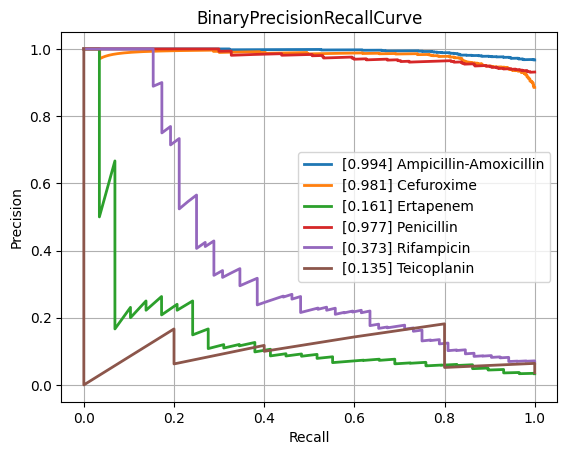 BinaryPrecisionRecallCurve
Precision
1.0
0.8
0.6
0.4
0.2
0.0
[0.994] Ampicillin-Amoxicillin
[0.981] Cefuroxime
[0.161] Ertapenem
[0.977] Penicillin
[0.373] Rifampicin
[0.135] Teicoplanin
0.0 0.2 0.4 0.6 0.8 1.0
Recall